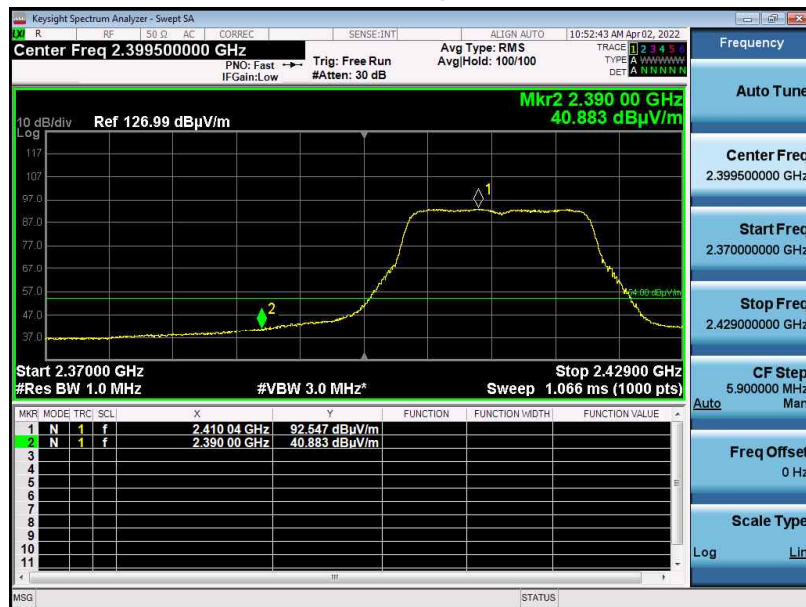 Keysight Spectrum Analyzer - Swept SA
LXI R RF 50 Ω AC CORREC SENSE:INT ALIGN AUTO 10:52:43 AM Apr 02, 2022
Center Freq 2.399500000 GHz
PNO: Fast
IFGain:Low
Trig: Free Run
#Atten: 30 dB
Avg Type: RMS
Avg|Hold: 100/100
TRACE 1 2 3 4 5 6
TYPE A WWWWW
DET A N N N N N
Mkr2 2.390 00 GHz
40.883 dBµV/m
10 dB/div Ref 126.99 dBµV/m
Log
117
107
97.0
87.0
77.0
67.0
57.0
47.0
37.0
1
2
54.00 dBµV/m
Start 2.37000 GHz Stop 2.42900 GHz
#Res BW 1.0 MHz #VBW 3.0 MHz* Sweep 1.066 ms (1000 pts)
MKR MODE TRC SCL X Y FUNCTION FUNCTION WIDTH FUNCTION VALUE
1 N 1 f 2.410 04 GHz 92.547 dBµV/m
2 N 1 f 2.390 00 GHz 40.883 dBµV/m
3
4
5
6
7
8
9
10
11
MSG STATUS
Frequency
Auto Tune
Center Freq
2.399500000 GHz
Start Freq
2.370000000 GHz
Stop Freq
2.429000000 GHz
CF Step
5.900000 MHz
Auto Man
Freq Offset
0 Hz
Scale Type
Log Lin